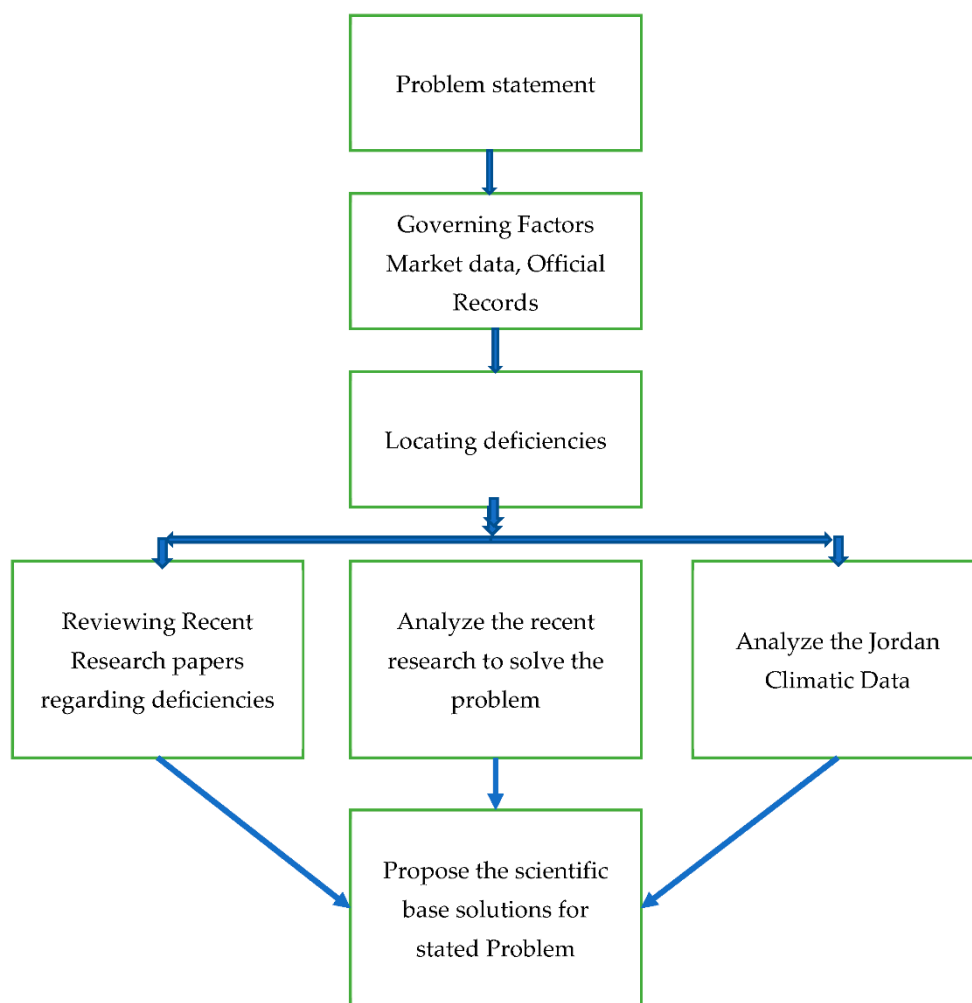 Problem statement
Governing Factors
Market data, Official
Records
Locating deficiencies
Reviewing Recent
Research papers
regarding deficiencies
Analyze the recent
research to solve the
problem
Analyze the Jordan
Climatic Data
Propose the scientific
base solutions for
stated Problem